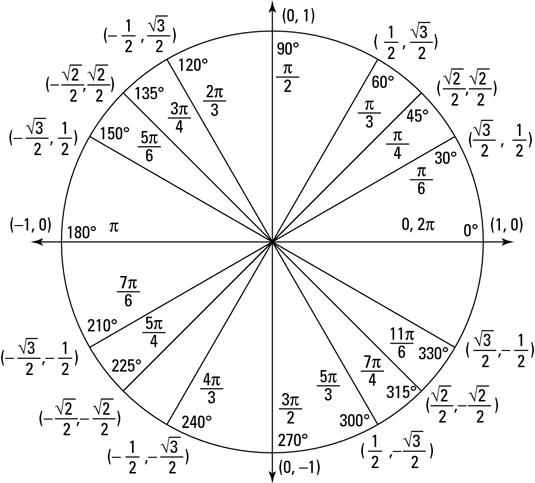 (0, 1)
(-1/2, √3/2)
(1/2, √3/2)
120°
90°
60°
2π/3
π/2
π/3
(-√2/2, √2/2)
(√2/2, √2/2)
135°
45°
3π/4
π/4
(-√3/2, 1/2)
(√3/2, 1/2)
150°
30°
5π/6
π/6
(-1, 0)
180°
π
0, 2π
0°
(1, 0)
7π/6
11π/6
210°
330°
(-√3/2, -1/2)
(√3/2, -1/2)
5π/4
7π/4
225°
315°
(-√2/2, -√2/2)
(√2/2, -√2/2)
4π/3
3π/2
5π/3
240°
270°
300°
(-1/2, -√3/2)
(1/2, -√3/2)
(0, -1)